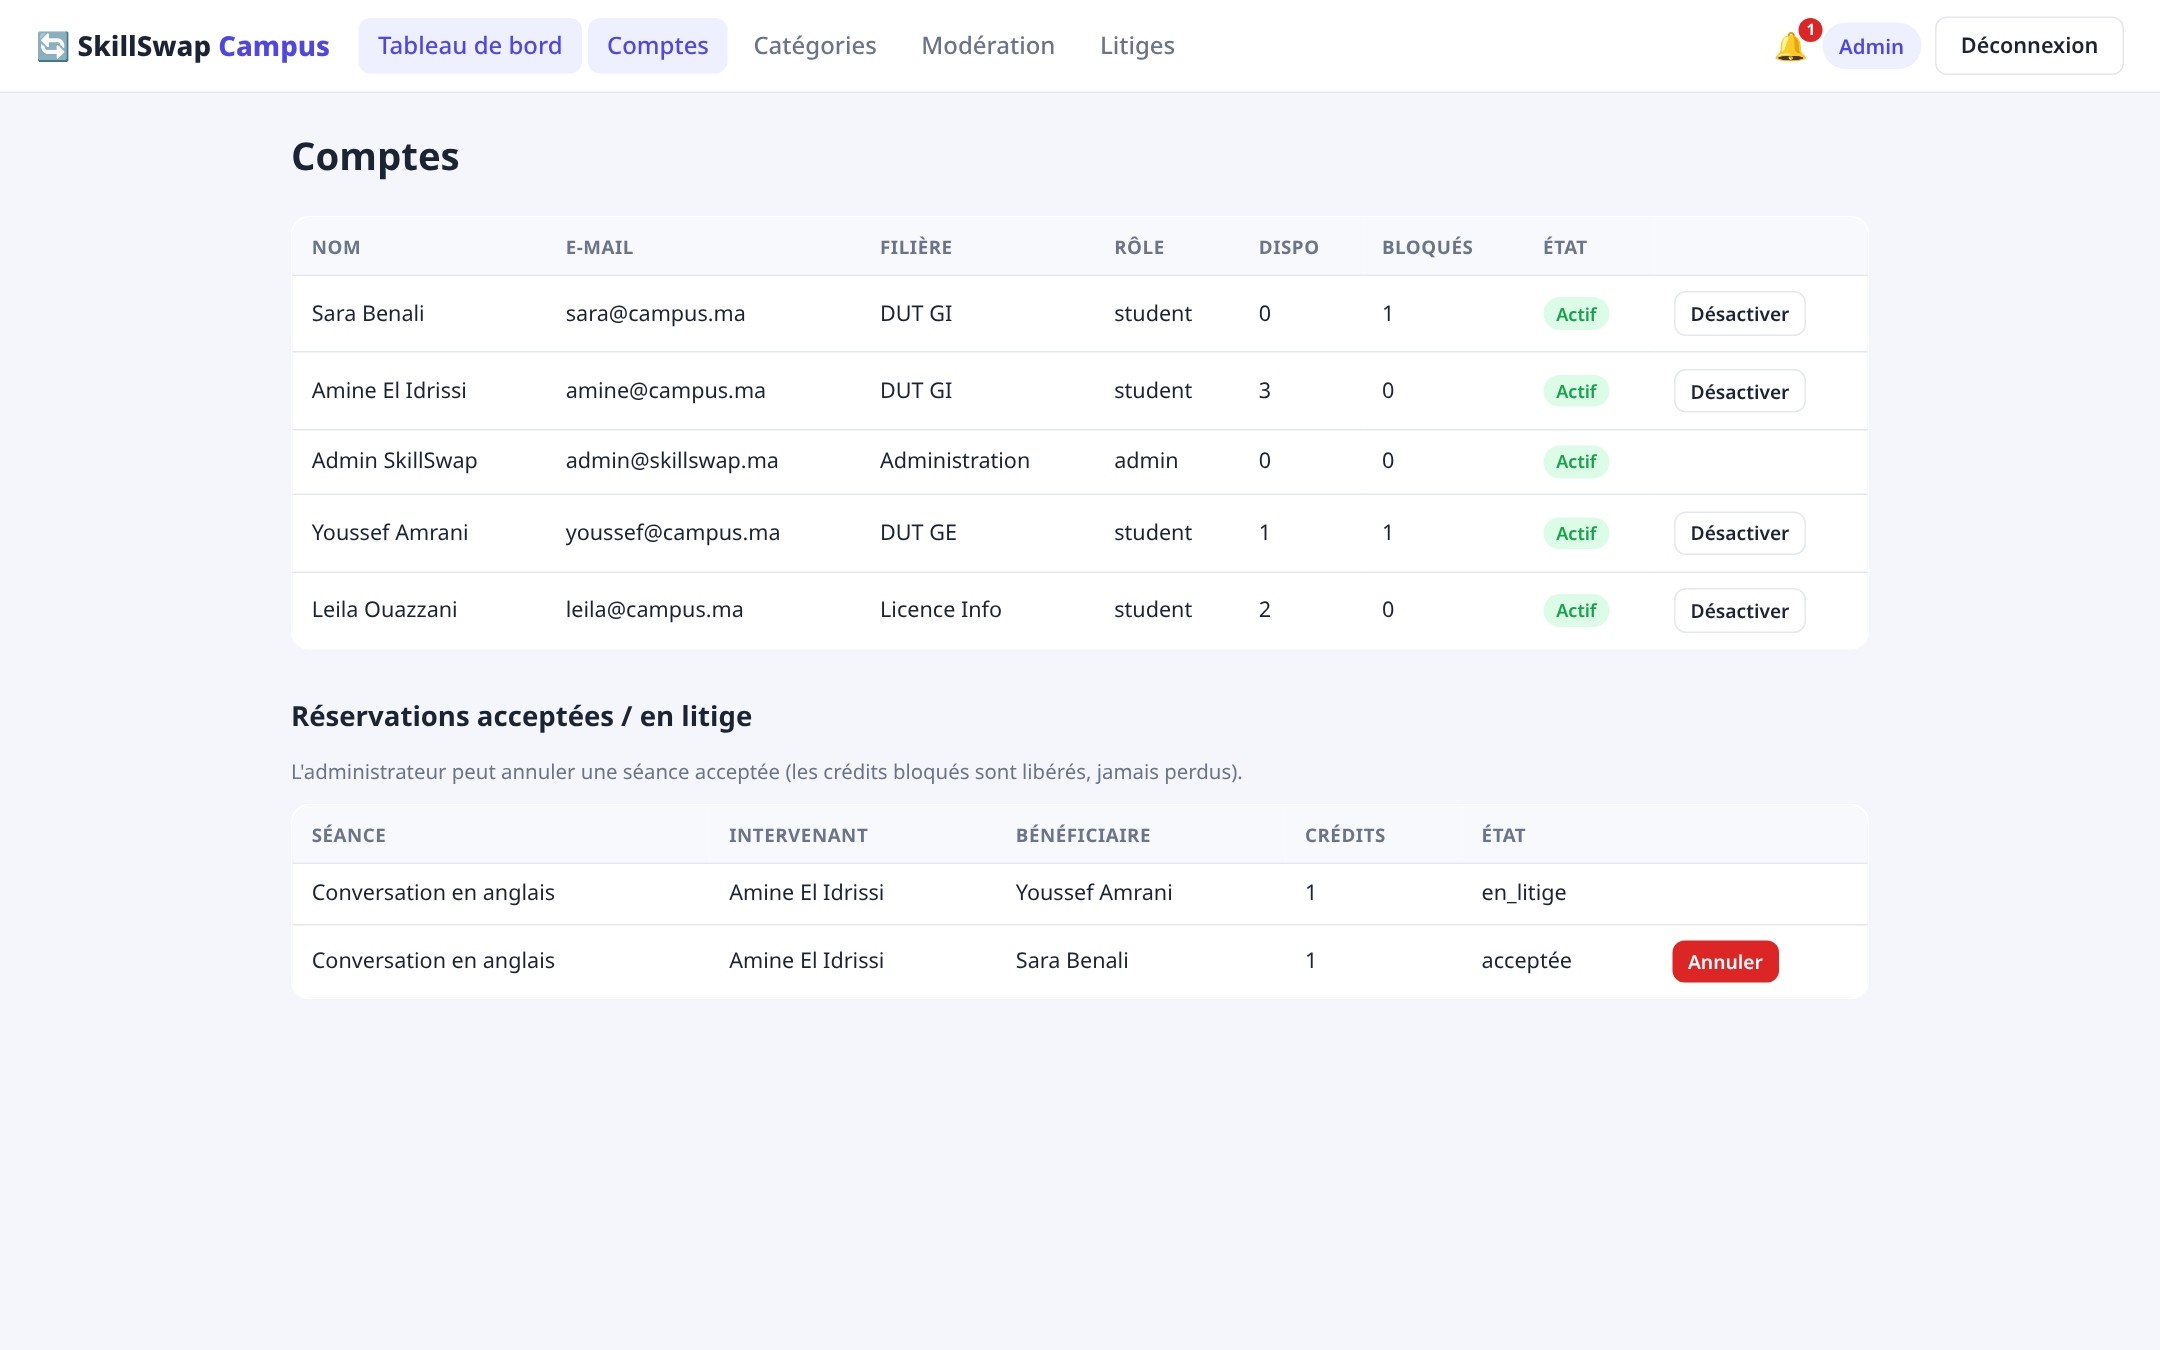 SkillSwap Campus Tableau de bord Comptes Catégories Modération Litiges 1 Admin Déconnexion
Comptes
NOM E-MAIL FILIÈRE RÔLE DISPO BLOQUÉS ÉTAT
Sara Benali sara@campus.ma DUT GI student 0 1 Actif Désactiver
Amine El Idrissi amine@campus.ma DUT GI student 3 0 Actif Désactiver
Admin SkillSwap admin@skillswap.ma Administration admin 0 0 Actif
Youssef Amrani youssef@campus.ma DUT GE student 1 1 Actif Désactiver
Leila Ouazzani leila@campus.ma Licence Info student 2 0 Actif Désactiver
Réservations acceptées / en litige
L'administrateur peut annuler une séance acceptée (les crédits bloqués sont libérés, jamais perdus).
SÉANCE INTERVENANT BÉNÉFICIAIRE CRÉDITS ÉTAT
Conversation en anglais Amine El Idrissi Youssef Amrani 1 en_litige
Conversation en anglais Amine El Idrissi Sara Benali 1 acceptée Annuler